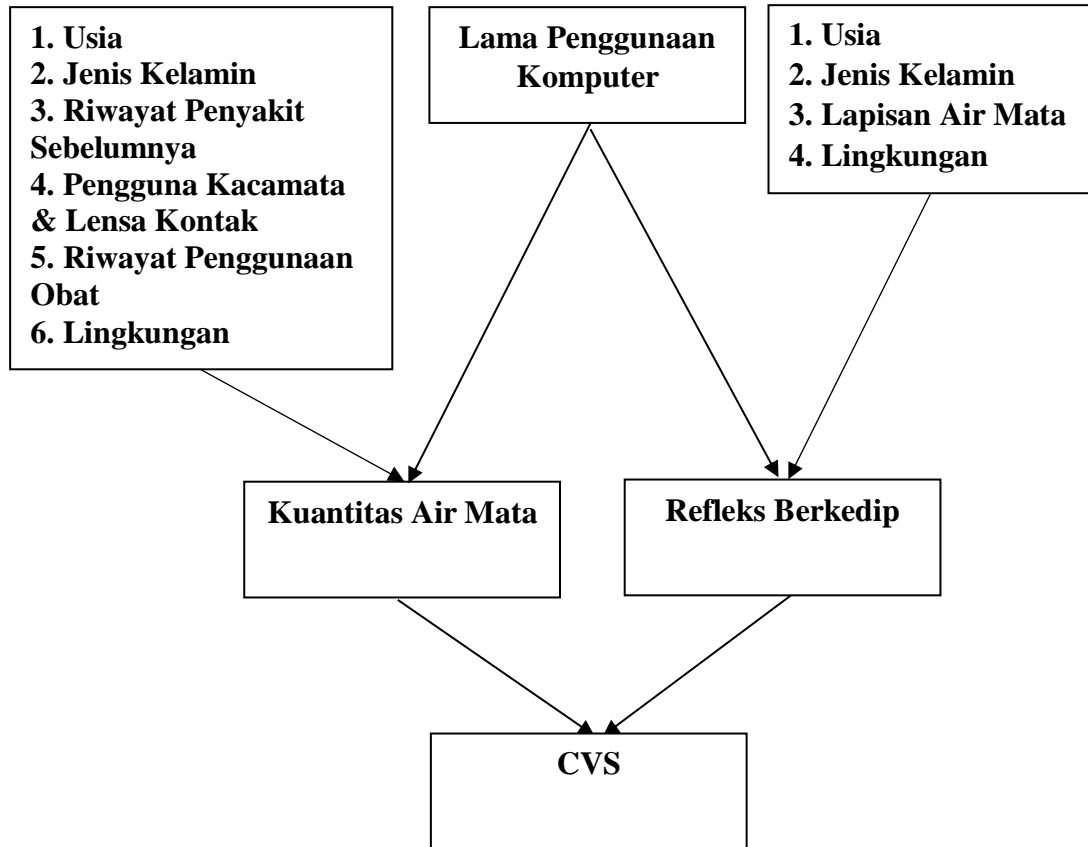 1. Usia
2. Jenis Kelamin
3. Riwayat Penyakit
Sebelumnya
4. Pengguna Kacamata
& Lensa Kontak
5. Riwayat Penggunaan
Obat
6. Lingkungan
Lama Penggunaan
Komputer
1. Usia
2. Jenis Kelamin
3. Lapisan Air Mata
4. Lingkungan
Kuantitas Air Mata
Refleks Berkedip
CVS